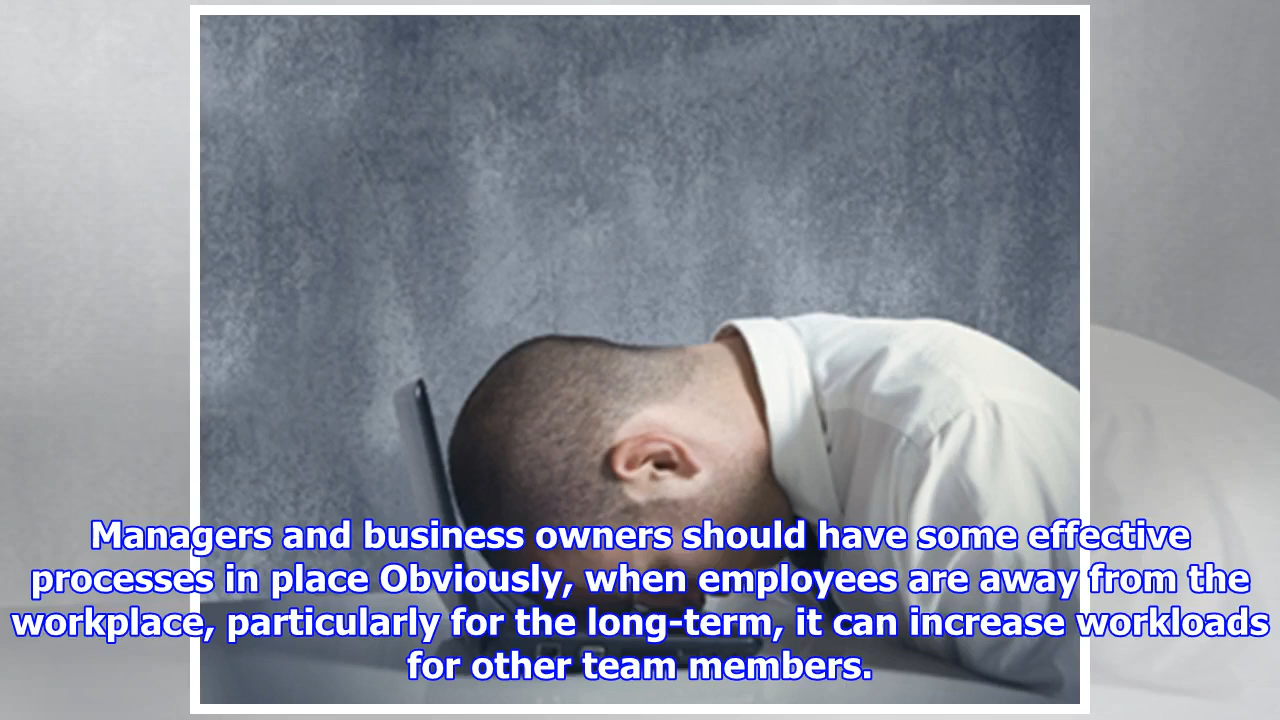 Managers and business owners should have some effective
processes in place Obviously, when employees are away from the
workplace, particularly for the long-term, it can increase workloads
for other team members.